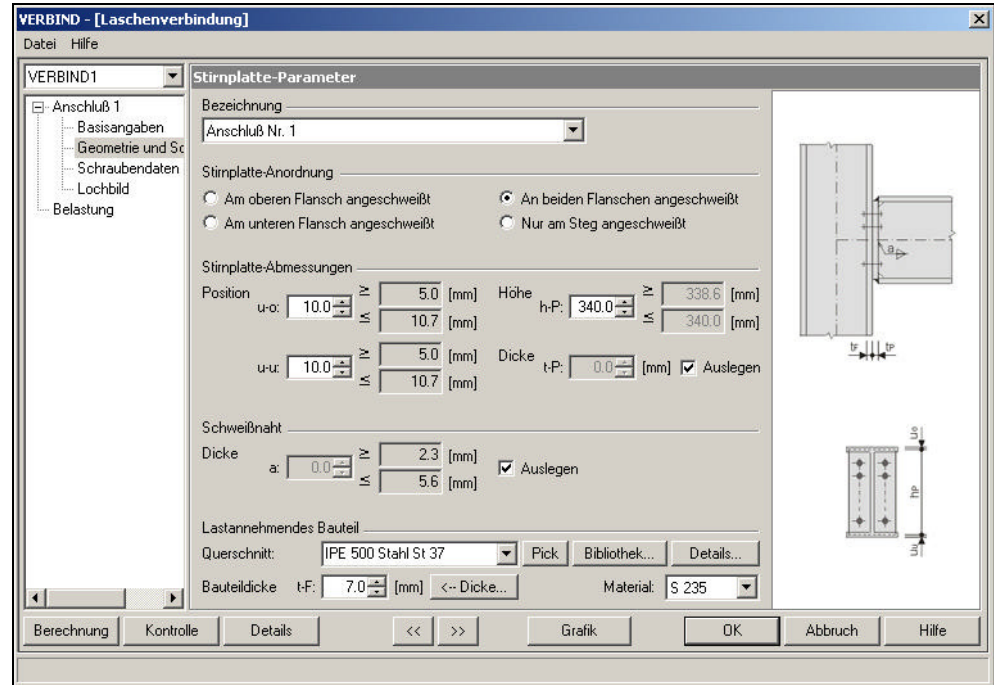 VERBIND - [Laschenverbindung]
Datei Hilfe
VERBIND1
Anschluß 1
Basisangaben
Geometrie und Sc
Schraubendaten
Lochbild
Belastung
Stirnplatte-Parameter
Bezeichnung
Anschluß Nr. 1
Stirnplatte-Anordnung
Am oberen Flansch angeschweißt
An beiden Flanschen angeschweißt
Am unteren Flansch angeschweißt
Nur am Steg angeschweißt
Stirnplatte-Abmessungen
Position u-o: 10.0 ≥ 5.0 [mm] Höhe h-P: 340.0 ≥ 338.6 [mm]
≤ 10.7 [mm] ≤ 340.0 [mm]
u-u: 10.0 ≥ 5.0 [mm] Dicke t-P: 0.0 [mm] Auslegen
≤ 10.7 [mm]
Schweißnaht
Dicke a: 0.0 ≥ 2.3 [mm] Auslegen
≤ 5.6 [mm]
Lastannehmendes Bauteil
Querschnitt: IPE 500 Stahl St 37 Pick Bibliothek... Details...
Bauteildicke t-F: 7.0 [mm] <-- Dicke... Material: S 235
a
tF tP
uo
hP
uu
Berechnung Kontrolle Details << >> Grafik OK Abbruch Hilfe